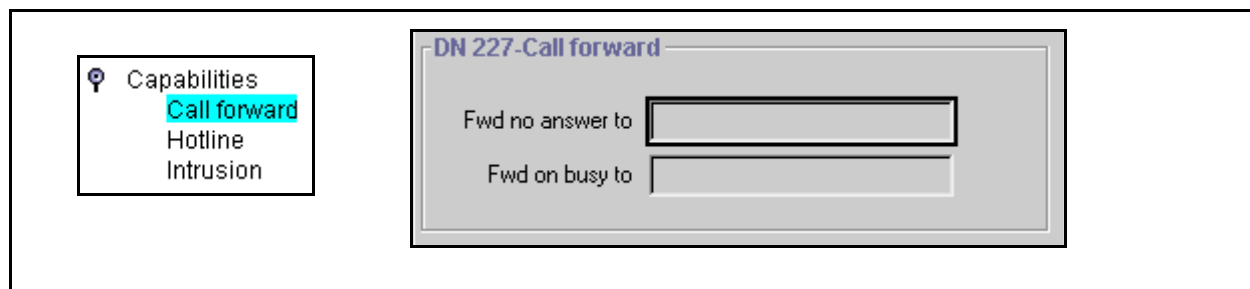 Capabilities
Call forward
Hotline
Intrusion
DN 227-Call forward
Fwd no answer to
Fwd on busy to